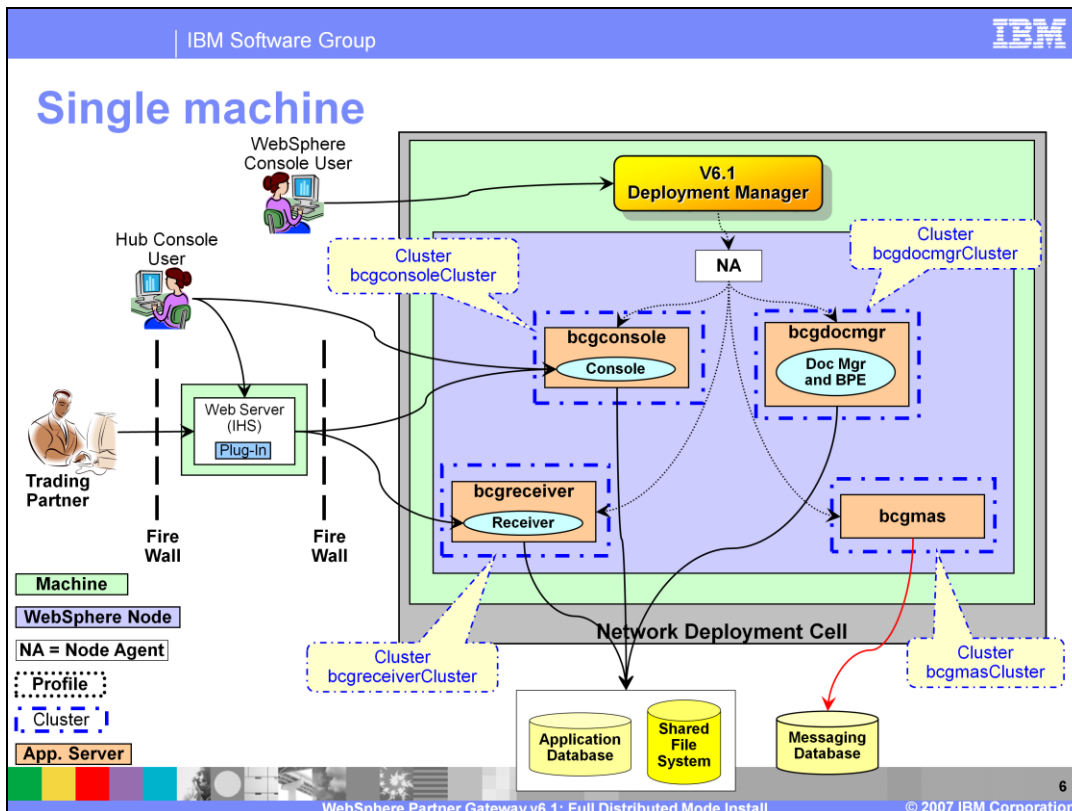 IBM Software Group
IBM
Single machine
WebSphere
Console User
V6.1
Deployment Manager
Hub Console
User
Cluster
bcgconsoleCluster
NA
Cluster
bcgdocmgrCluster
bcgconsole
Console
bcgdocmgr
Doc Mgr
and BPE
Web Server
(IHS)
Plug-In
Trading
Partner
Fire
Wall
Fire
Wall
bcgreceiver
Receiver
bcgmas
Machine
WebSphere Node
NA = Node Agent
Profile
Cluster
App. Server
Network Deployment Cell
Cluster
bcgreceiverCluster
Cluster
bcgmasCluster
Application
Database
Shared
File
System
Messaging
Database
6
WebSphere Partner Gateway v6.1: Full Distributed Mode Install
© 2007 IBM Corporation